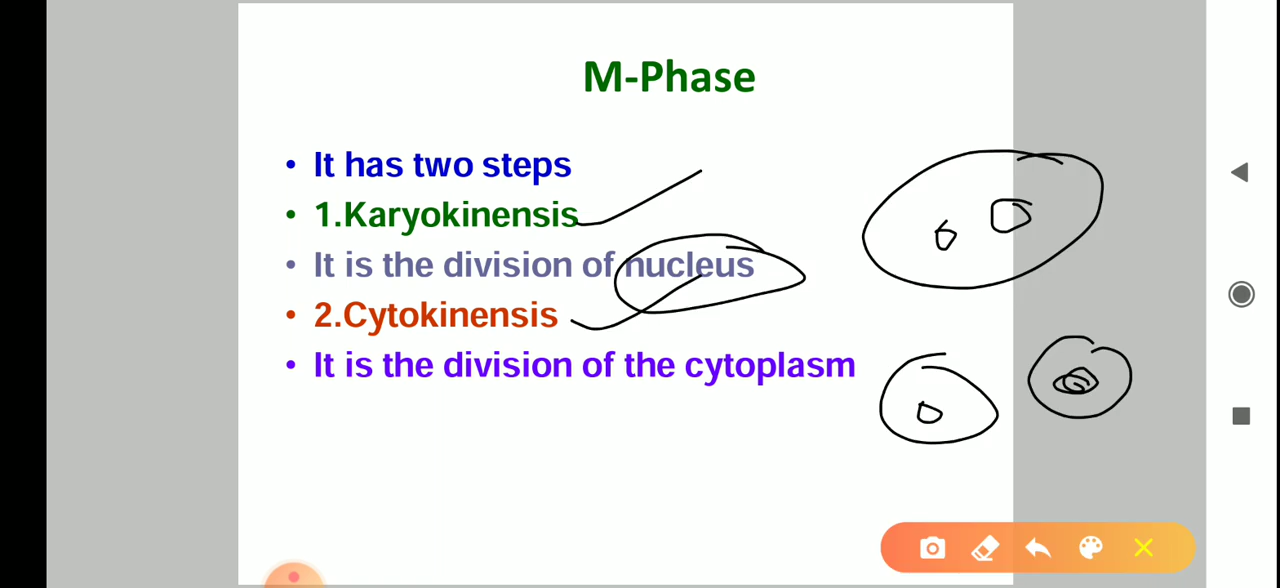 M-Phase
• It has two steps
• 1.Karyokinensis
• It is the division of nucleus
• 2.Cytokinensis
• It is the division of the cytoplasm